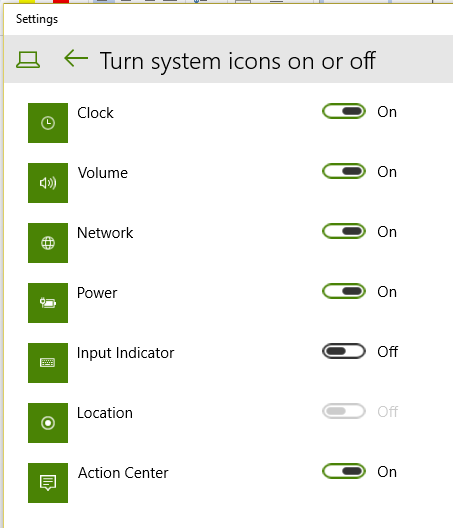 Settings
Turn system icons on or off
Clock On
Volume On
Network On
Power On
Input Indicator Off
Location Off
Action Center On